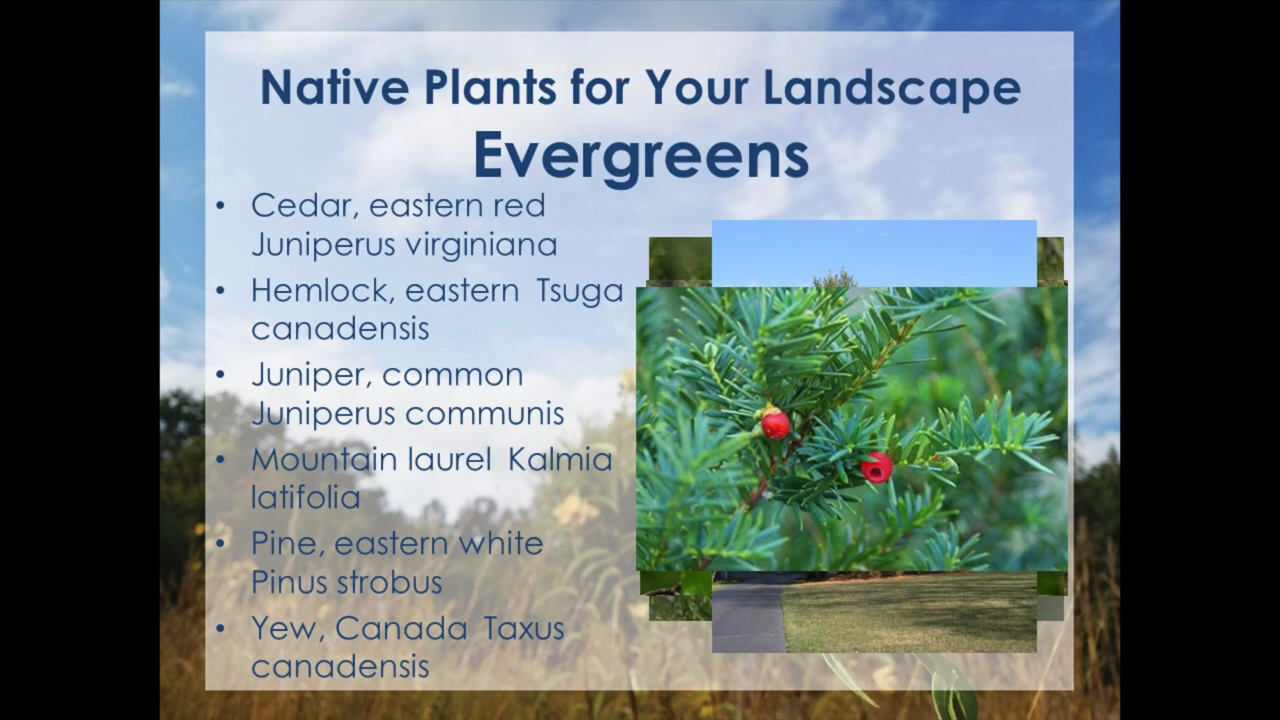 Native Plants for Your Landscape
Evergreens
• Cedar, eastern red
Juniperus virginiana
• Hemlock, eastern Tsuga
canadensis
• Juniper, common
Juniperus communis
• Mountain laurel Kalmia
latifolia
• Pine, eastern white
Pinus strobus
• Yew, Canada Taxus
canadensis